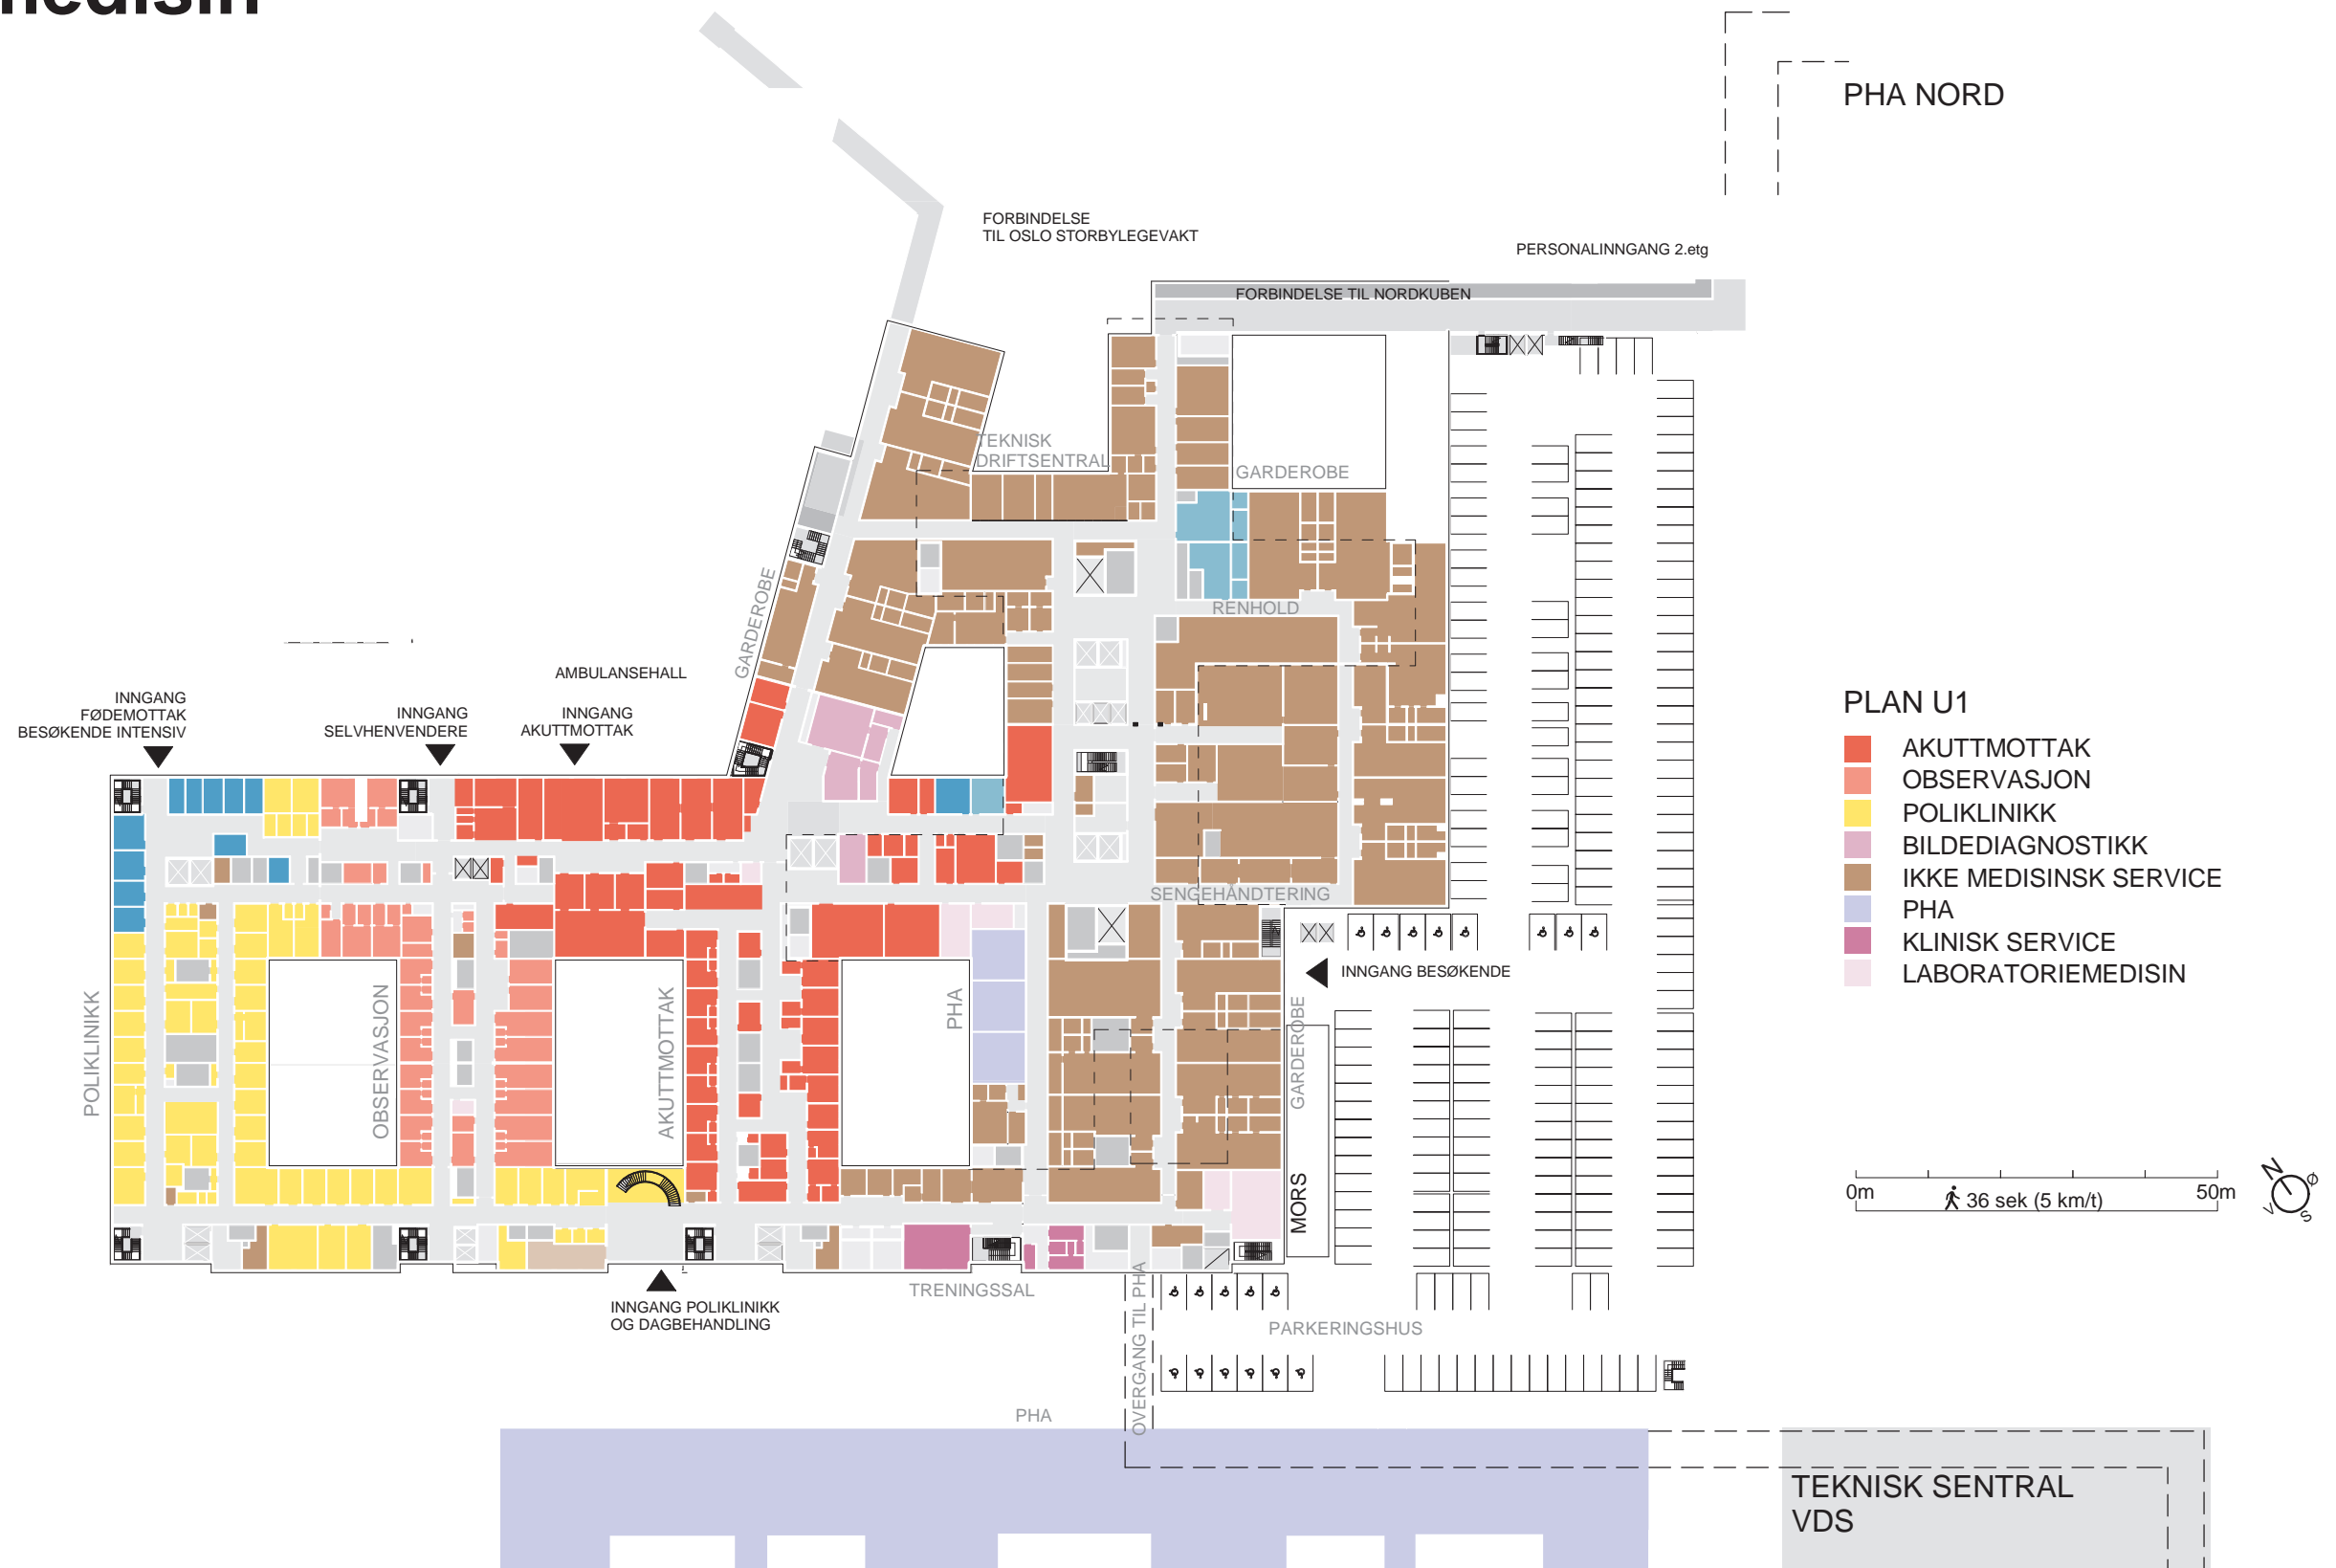 PHA NORD
FORBINDELSE
TIL OSLO STORBYLEGEVAKT
PERSONALINNGANG 2.etg
FORBINDELSE TIL NORDKUBEN
TEKNISK
DRIFTSENTRAL
GARDEROBE
GARDEROBE
RENHOLD
AMBULANSEHALL
INNGANG
FØDEMOTTAK
BESØKENDE INTENSIV
INNGANG
SELVHENVENDERE
INNGANG
AKUTTMOTTAK
PLAN U1
AKUTTMOTTAK
OBSERVASJON
POLIKLINIKK
BILDEDIAGNOSTIKK
IKKE MEDISINSK SERVICE
PHA
KLINISK SERVICE
LABORATORIEMEDISIN
SENGEHÅNDTERING
INNGANG BESØKENDE
POLIKLINIKK
OBSERVASJON
AKUTTMOTTAK
PHA
GARDEROBE
MORS
0m
50m
36 sek (5 km/t)
N
Ø
V
S
TRENINGSSAL
INNGANG POLIKLINIKK
OG DAGBEHANDLING
OVERGANG TIL PHA
PARKERINGSHUS
PHA
TEKNISK SENTRAL
VDS